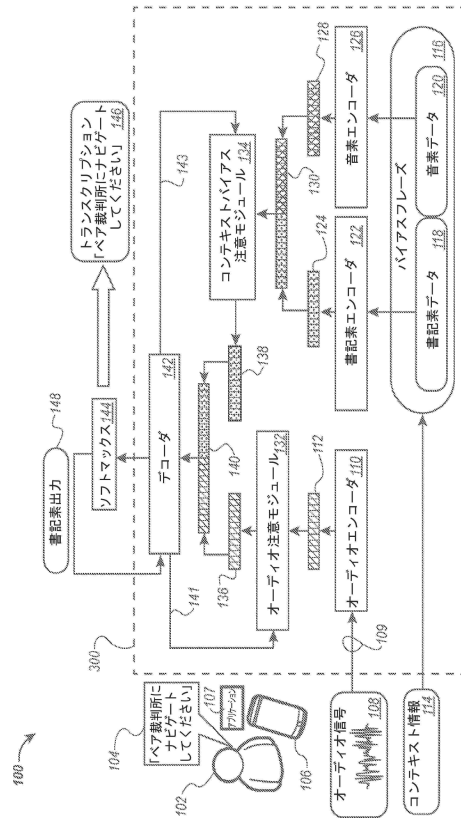 100
300
148
書記素出力
104
「ベア裁判所に
ナビゲート
してください」
102
107
アプリケーション
106
トランスクリプション 146
「ベア裁判所にナビゲート
してください」
ソフトマックス 144
141
デコーダ 142
143
140
136
138
オーディオ注意モジュール 132
コンテキストバイアス
注意モジュール 134
112
130
124
128
オーディオ信号
108
109
オーディオエンコーダ 110
書記素エンコーダ 122
音素エンコーダ 126
コンテキスト情報
114
バイアスフレーズ 116
書記素データ 118
音素データ 120